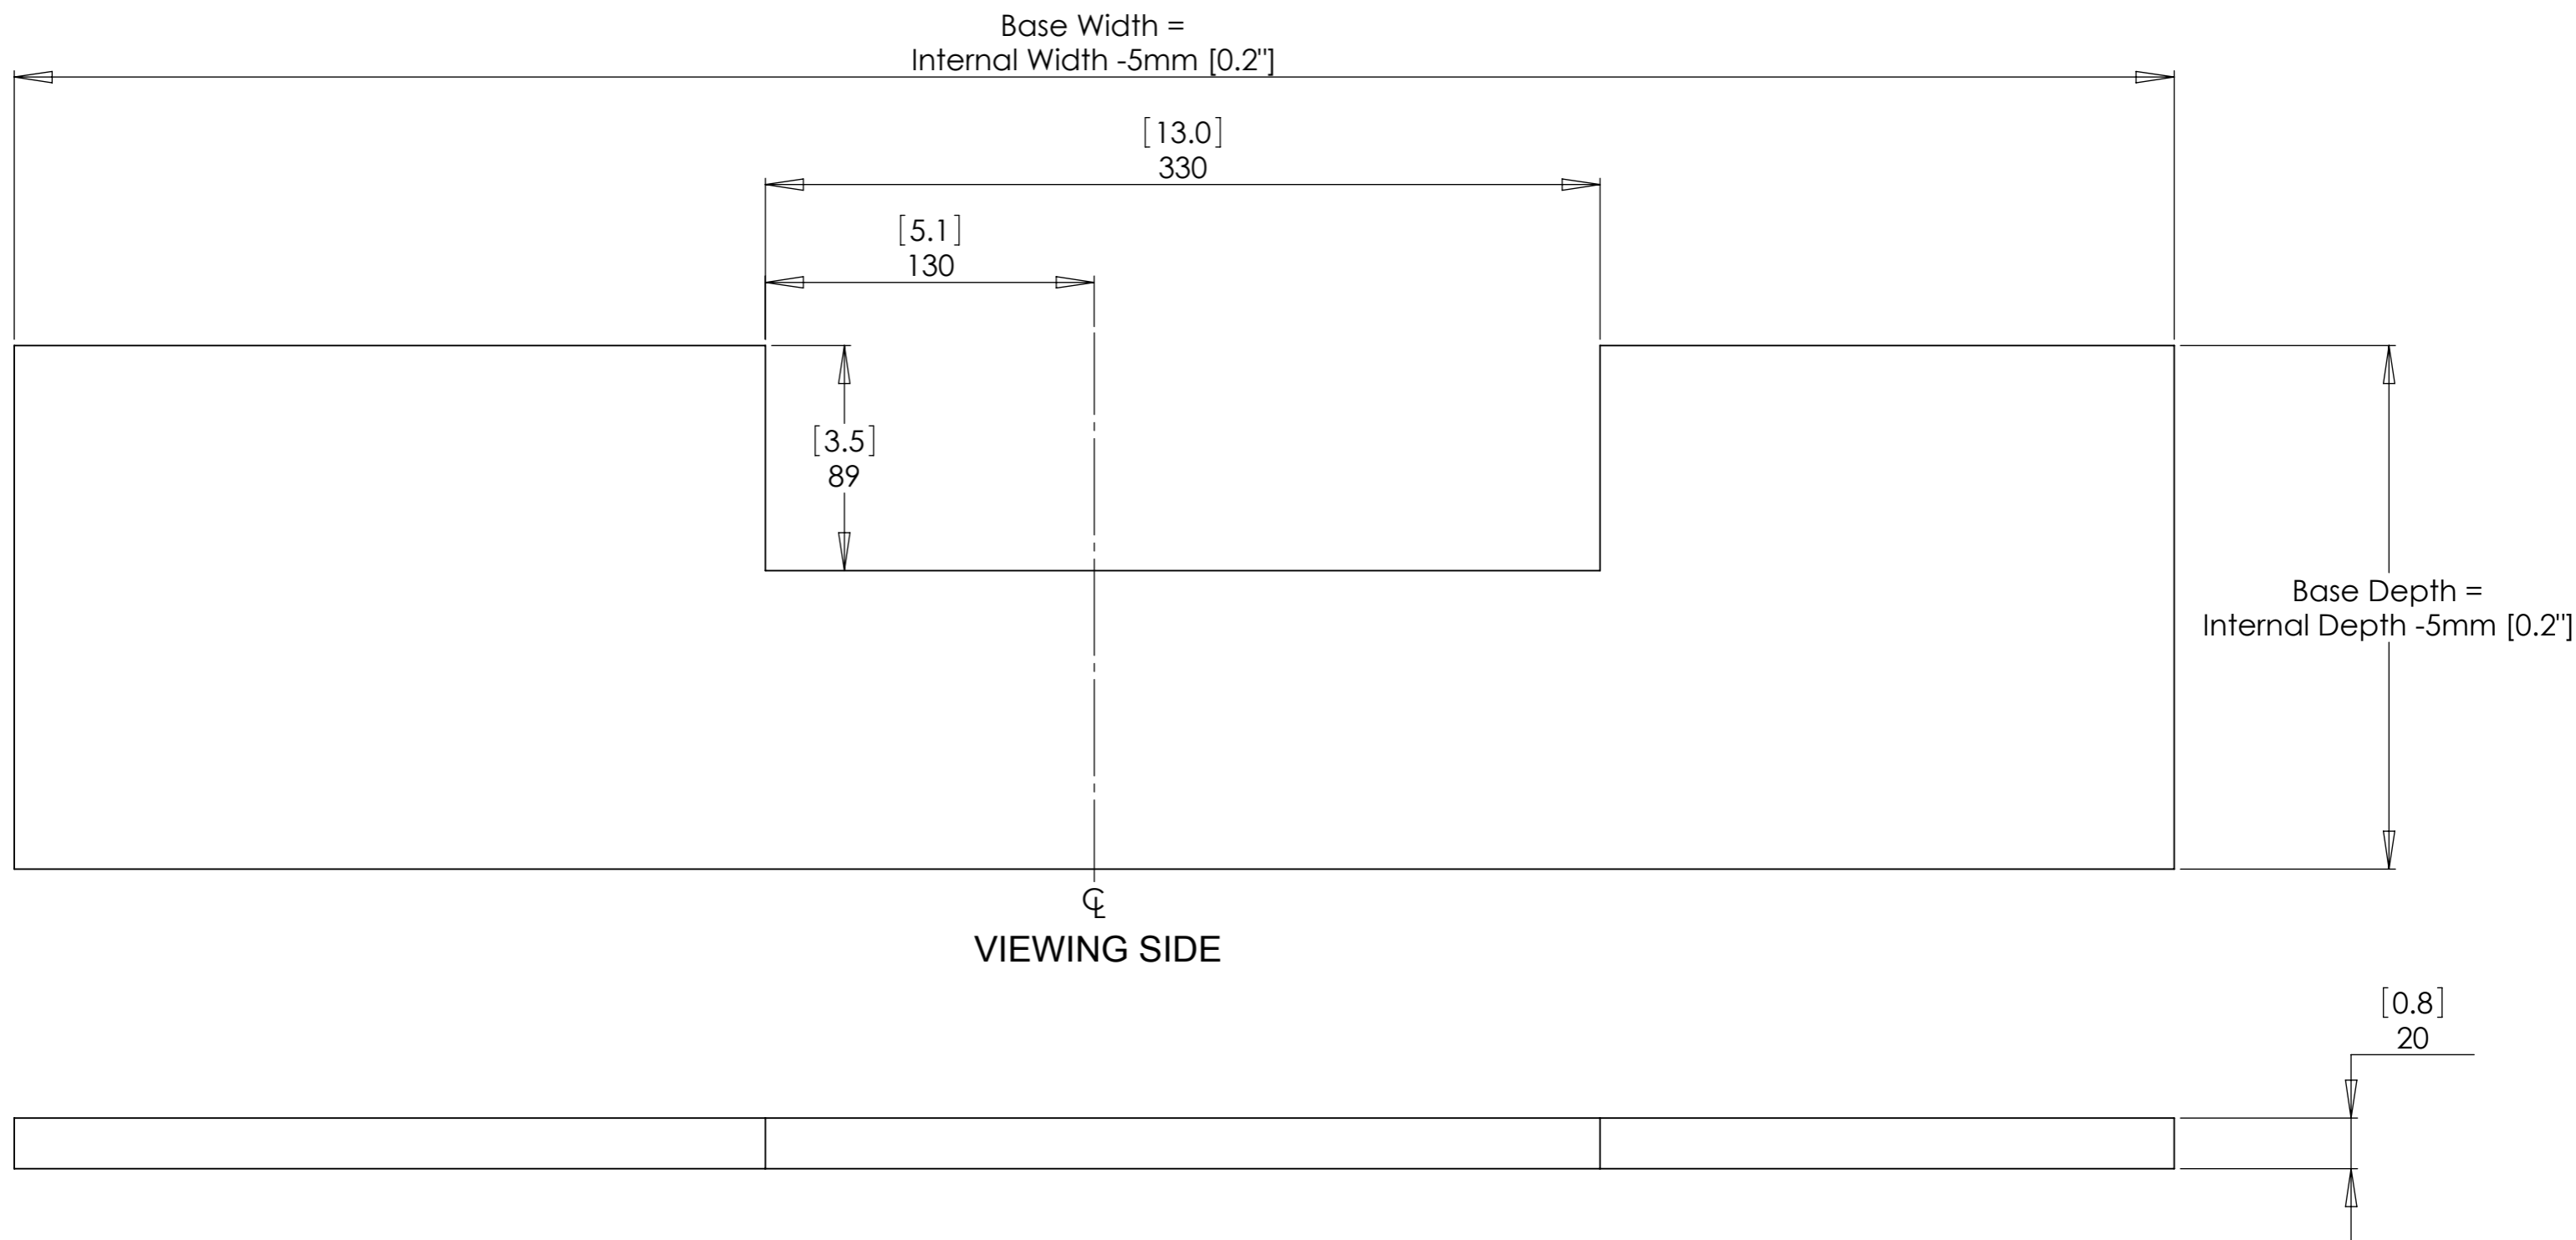 Base Width =
Internal Width -5mm [0.2"]
[13.0]
330
[5.1]
130
[3.5]
89
Base Depth =
Internal Depth -5mm [0.2"]
℄
VIEWING SIDE
[0.8]
20